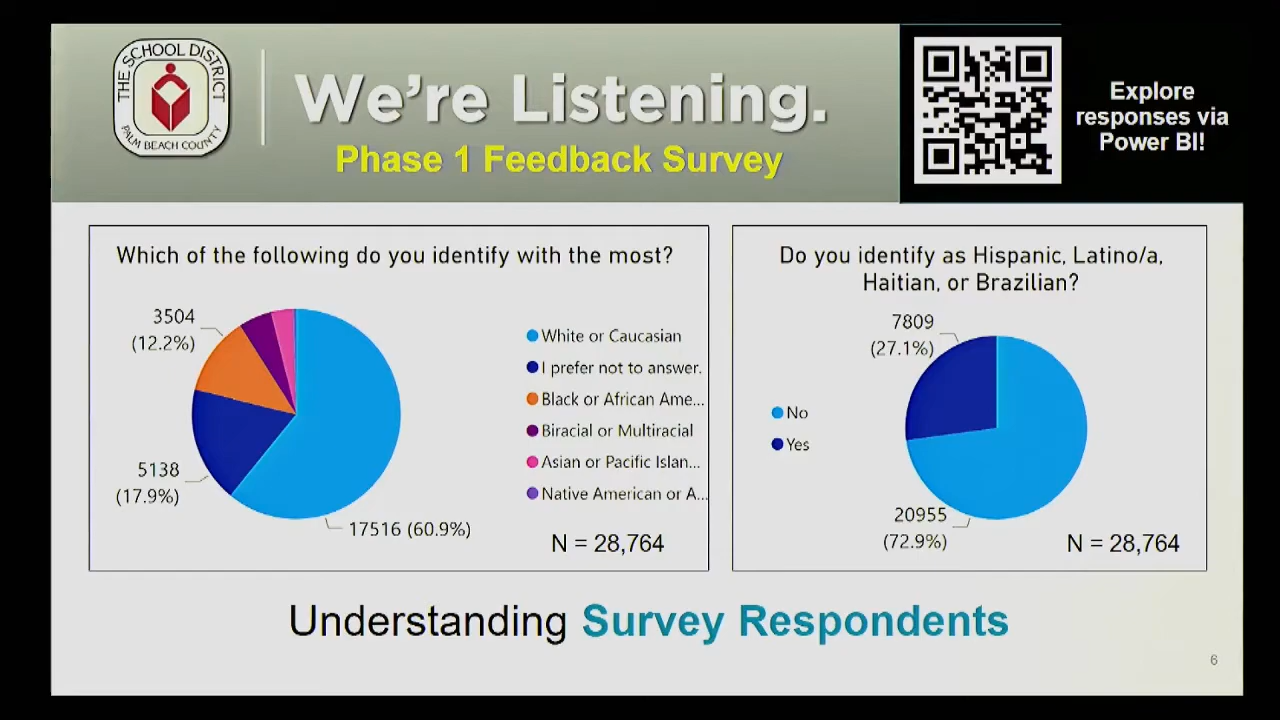 THE SCHOOL DISTRICT
PALM BEACH COUNTY
We're Listening.
Phase 1 Feedback Survey
Explore
responses via
Power BI!
Which of the following do you identify with the most?
3504
(12.2%)
5138
(17.9%)
17516 (60.9%)
White or Caucasian
I prefer not to answer.
Black or African Ame...
Biracial or Multiracial
Asian or Pacific Islan...
Native American or A...
N = 28,764
Do you identify as Hispanic, Latino/a,
Haitian, or Brazilian?
7809
(27.1%)
No
Yes
20955
(72.9%)
N = 28,764
Understanding Survey Respondents
6